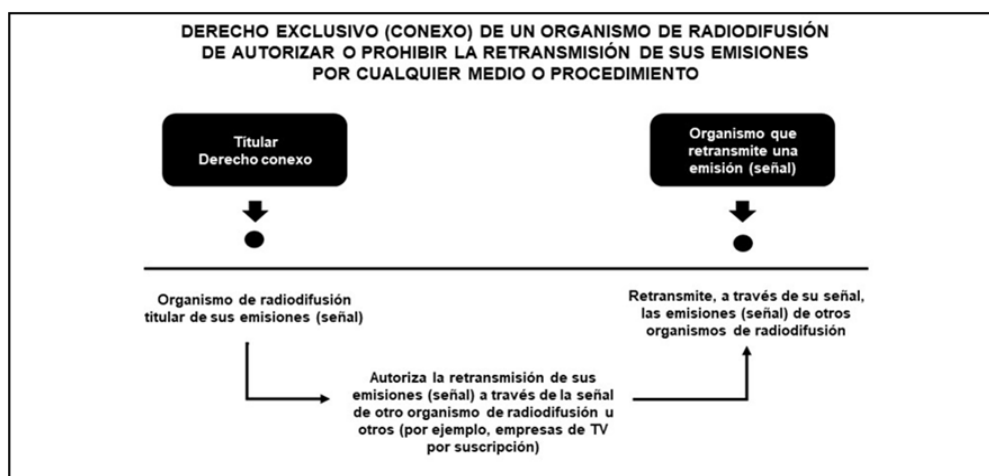 DERECHO EXCLUSIVO (CONEXO) DE UN ORGANISMO DE RADIODIFUSIÓN
DE AUTORIZAR O PROHIBIR LA RETRANSMISIÓN DE SUS EMISIONES
POR CUALQUIER MEDIO O PROCEDIMIENTO
Titular
Derecho conexo
Organismo que
retransmite una
emisión (señal)
Organismo de radiodifusión
titular de sus emisiones (señal)
Retransmite, a través de su señal,
las emisiones (señal) de otros
organismos de radiodifusión
Autoriza la retransmisión de sus
emisiones (señal) a través de la señal
de otro organismo de radiodifusión u
otros (por ejemplo, empresas de TV
por suscripción)